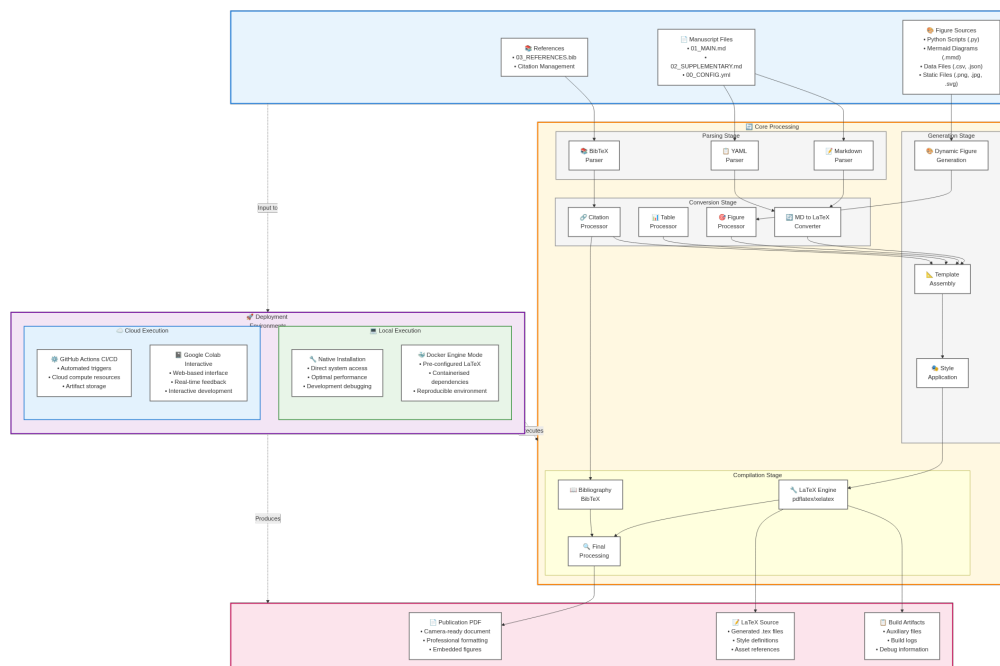 📚 References
• 03_REFERENCES.bib
• Citation Management
📄 Manuscript Files
• 01_MAIN.md
•
02_SUPPLEMENTARY.md
• 00_CONFIG.yml
🎨 Figure Sources
• Python Scripts (.py)
• Mermaid Diagrams
(.mmd)
• Data Files (.csv, .json)
• Static Files (.png, .jpg,
.svg)
🔄 Core Processing
Parsing Stage
📚 BibTeX
Parser
📋 YAML
Parser
📝 Markdown
Parser
Generation Stage
🎨 Dynamic Figure
Generation
Conversion Stage
🔗 Citation
Processor
📊 Table
Processor
🎯 Figure
Processor
🔄 MD to LaTeX
Converter
Input to
📐 Template
Assembly
🎭 Style
Application
🚀 Deployment
Environments
☁️ Cloud Execution
⚙️ GitHub Actions CI/CD
• Automated triggers
• Cloud compute resources
• Artifact storage
📓 Google Colab
Interactive
• Web-based interface
• Real-time feedback
• Interactive development
💻 Local Execution
🔧 Native Installation
• Direct system access
• Optimal performance
• Development debugging
🐳 Docker Engine Mode
• Pre-configured LaTeX
• Containerised
dependencies
• Reproducible environment
ecutes
Compilation Stage
📖 Bibliography
BibTeX
🔧 LaTeX Engine
pdflatex/xelatex
🔍 Final
Processing
Produces
📄 Publication PDF
• Camera-ready document
• Professional formatting
• Embedded figures
📝 LaTeX Source
• Generated .tex files
• Style definitions
• Asset references
📋 Build Artifacts
• Auxiliary files
• Build logs
• Debug information